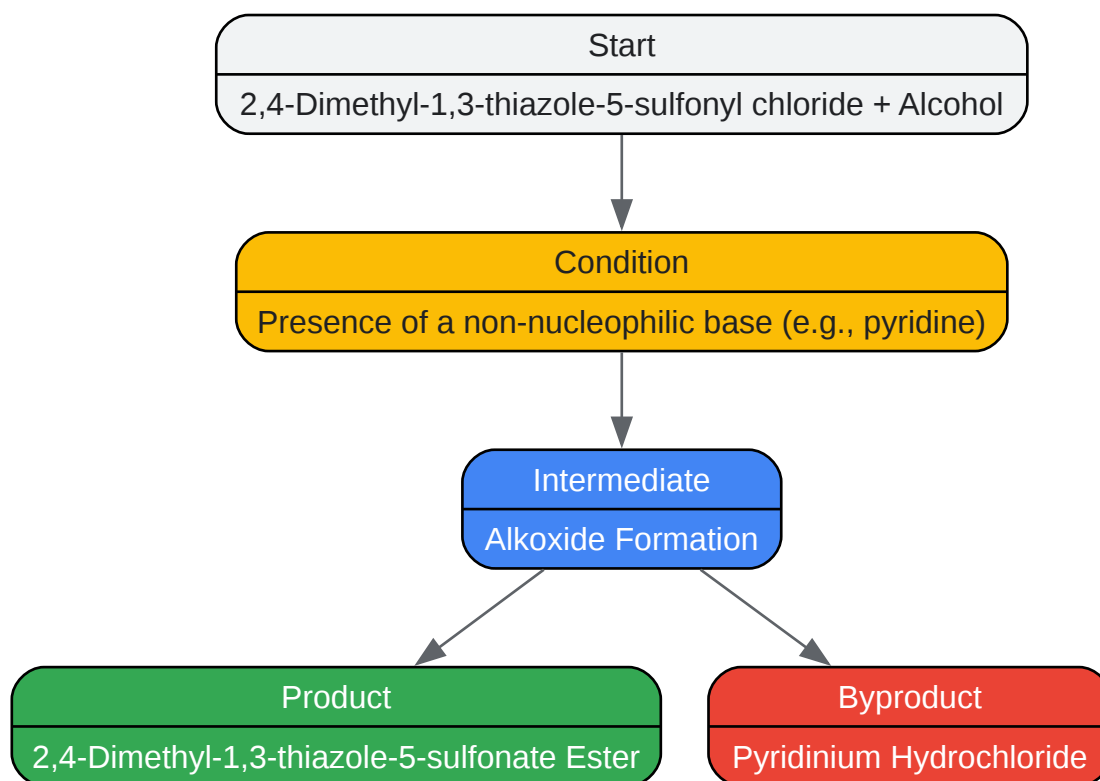 Start
2,4-Dimethyl-1,3-thiazole-5-sulfonyl chloride + Alcohol
Condition
Presence of a non-nucleophilic base (e.g., pyridine)
Intermediate
Alkoxide Formation
Product
2,4-Dimethyl-1,3-thiazole-5-sulfonate Ester
Byproduct
Pyridinium Hydrochloride